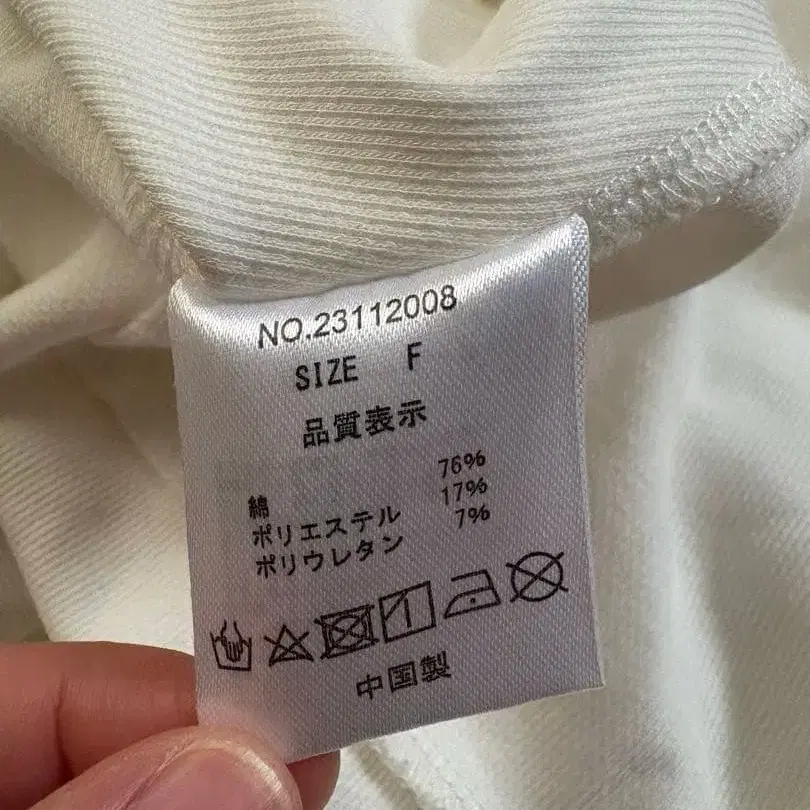 NO.23112008
SIZE F
品質表示
綿 76%
ポリエステル 17%
ポリウレタン 7%
中国製